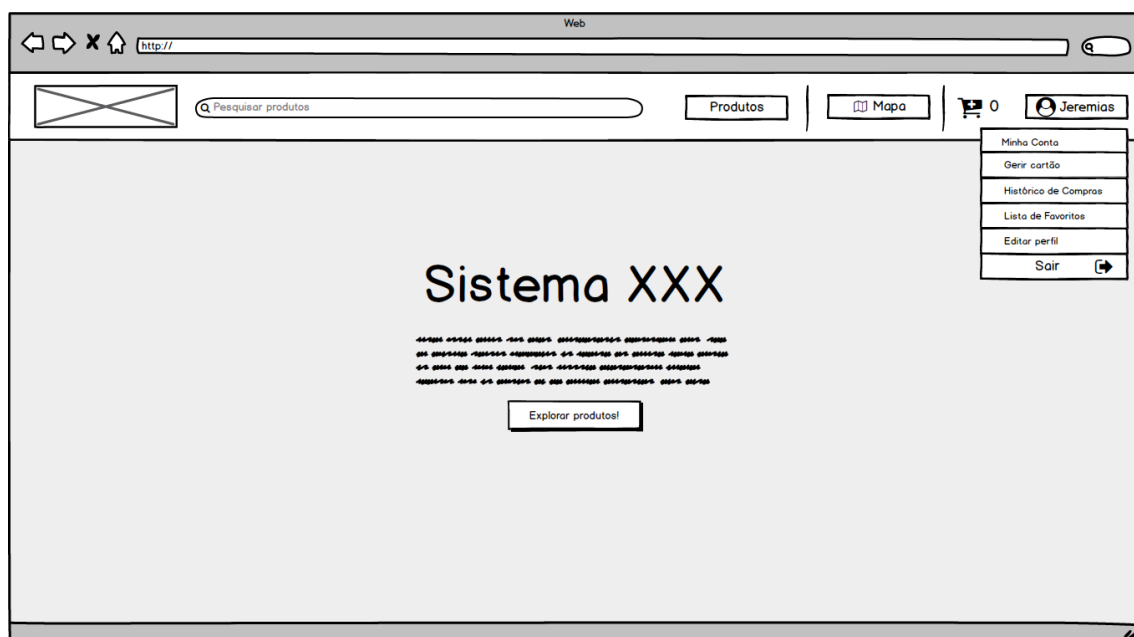 Web
http://
Pesquisar produtos
Produtos
Mapa
0
Jeremias
Minha Conta
Gerir cartão
Histórico de Compras
Lista de Favoritos
Editar perfil
Sair
Sistema XXX
Explorar produtos!